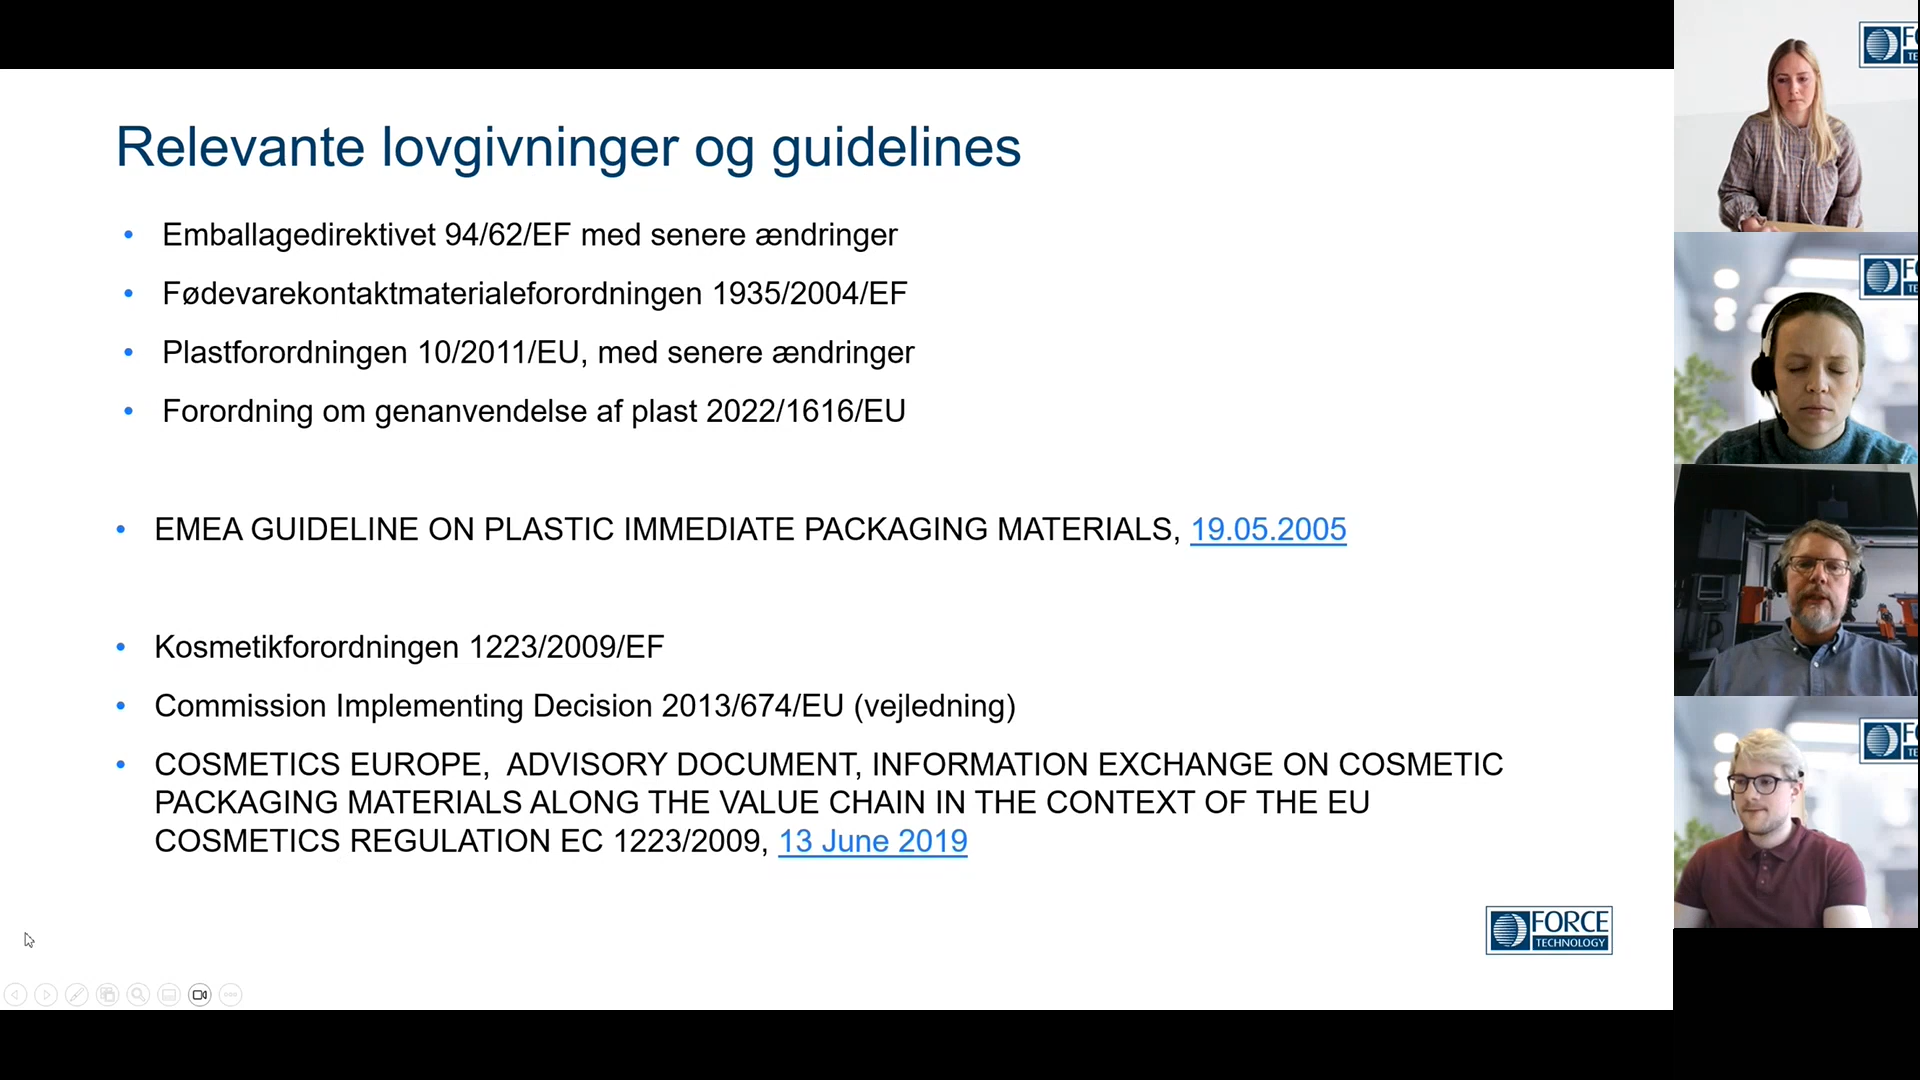 Relevante lovgivninger og guidelines
• Emballagedirektivet 94/62/EF med senere ændringer
• Fødevarekontaktmaterialeforordningen 1935/2004/EF
• Plastforordningen 10/2011/EU, med senere ændringer
• Forordning om genanvendelse af plast 2022/1616/EU
• EMEA GUIDELINE ON PLASTIC IMMEDIATE PACKAGING MATERIALS, 19.05.2005
• Kosmetikforordningen 1223/2009/EF
• Commission Implementing Decision 2013/674/EU (vejledning)
• COSMETICS EUROPE, ADVISORY DOCUMENT, INFORMATION EXCHANGE ON COSMETIC
PACKAGING MATERIALS ALONG THE VALUE CHAIN IN THE CONTEXT OF THE EU
COSMETICS REGULATION EC 1223/2009, 13 June 2019
FORCE
TECHNOLOGY